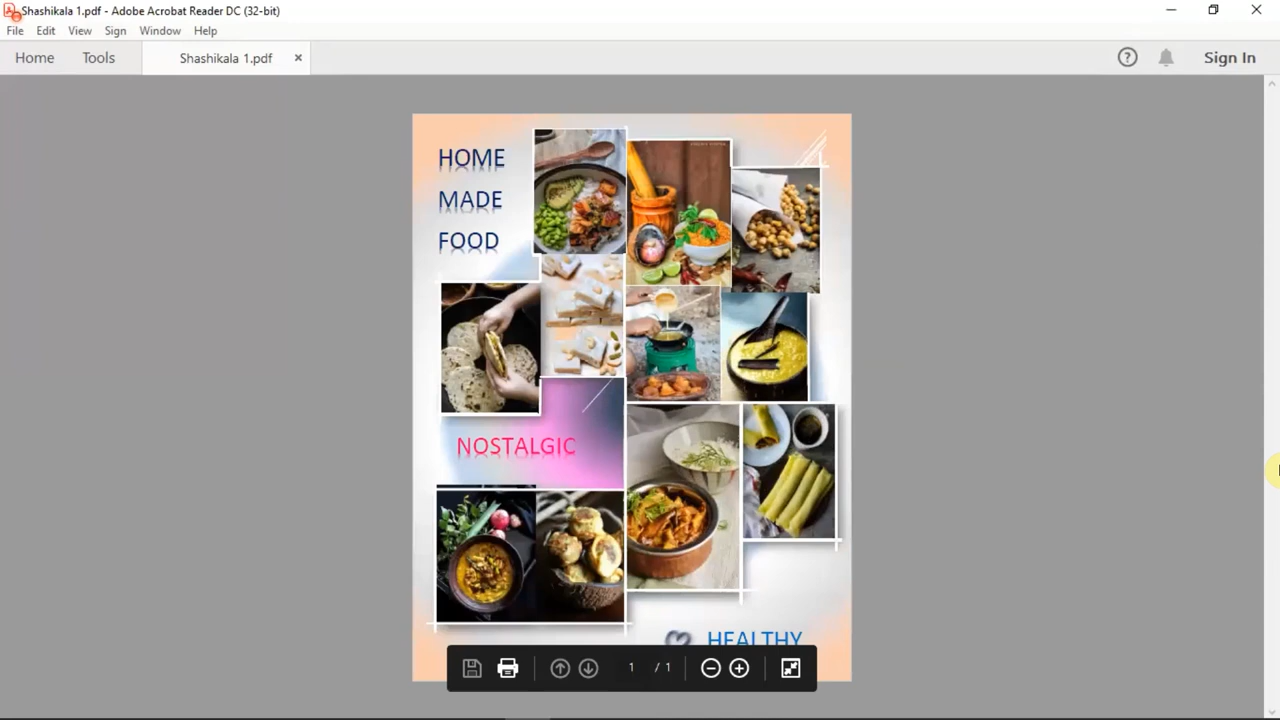 Shashikala 1.pdf - Adobe Acrobat Reader DC (32-bit)
File Edit View Sign Window Help
Home Tools Shashikala 1.pdf × ? Sign In
HOME
MADE
FOOD
NOSTALGIC
HEALTHY
1 / 1